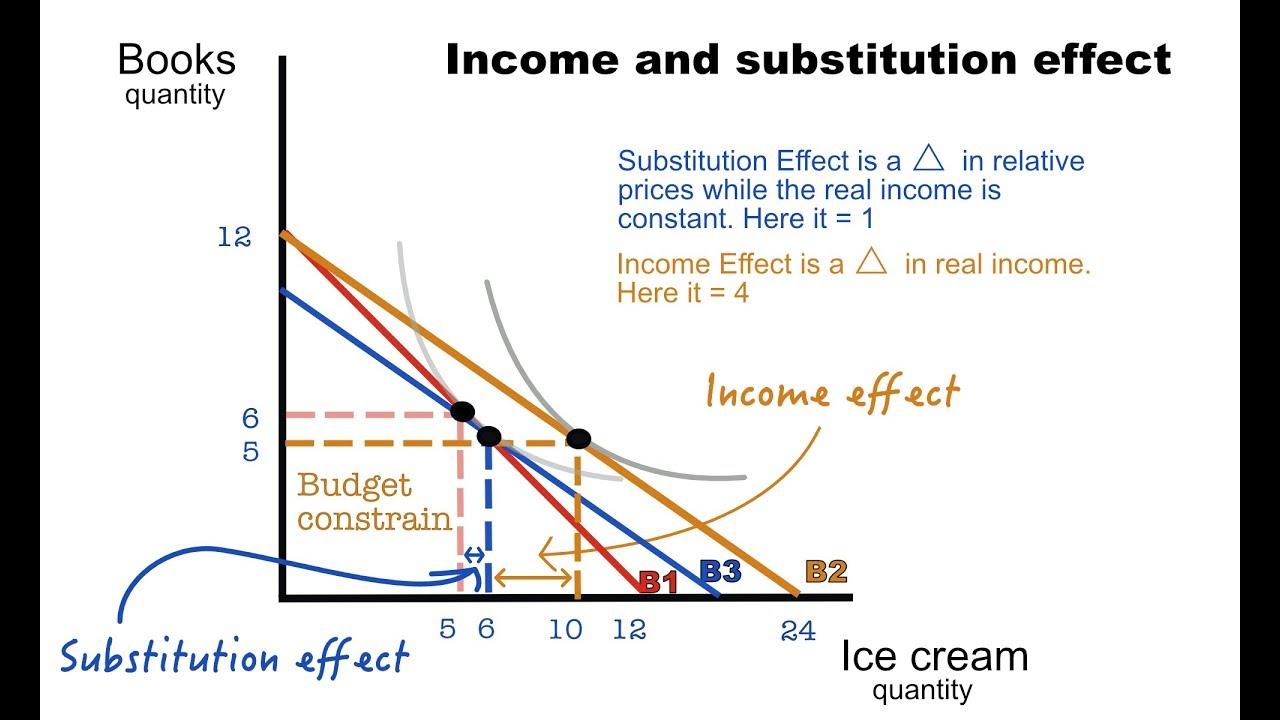 Books
quantity
Income and substitution effect
Substitution Effect is a △ in relative
prices while the real income is
constant. Here it = 1
Income Effect is a △ in real income.
Here it = 4
12
6
5
Income effect
Budget
constrain
B1
B3
B2
5 6 10 12 24
Substitution effect
Ice cream
quantity